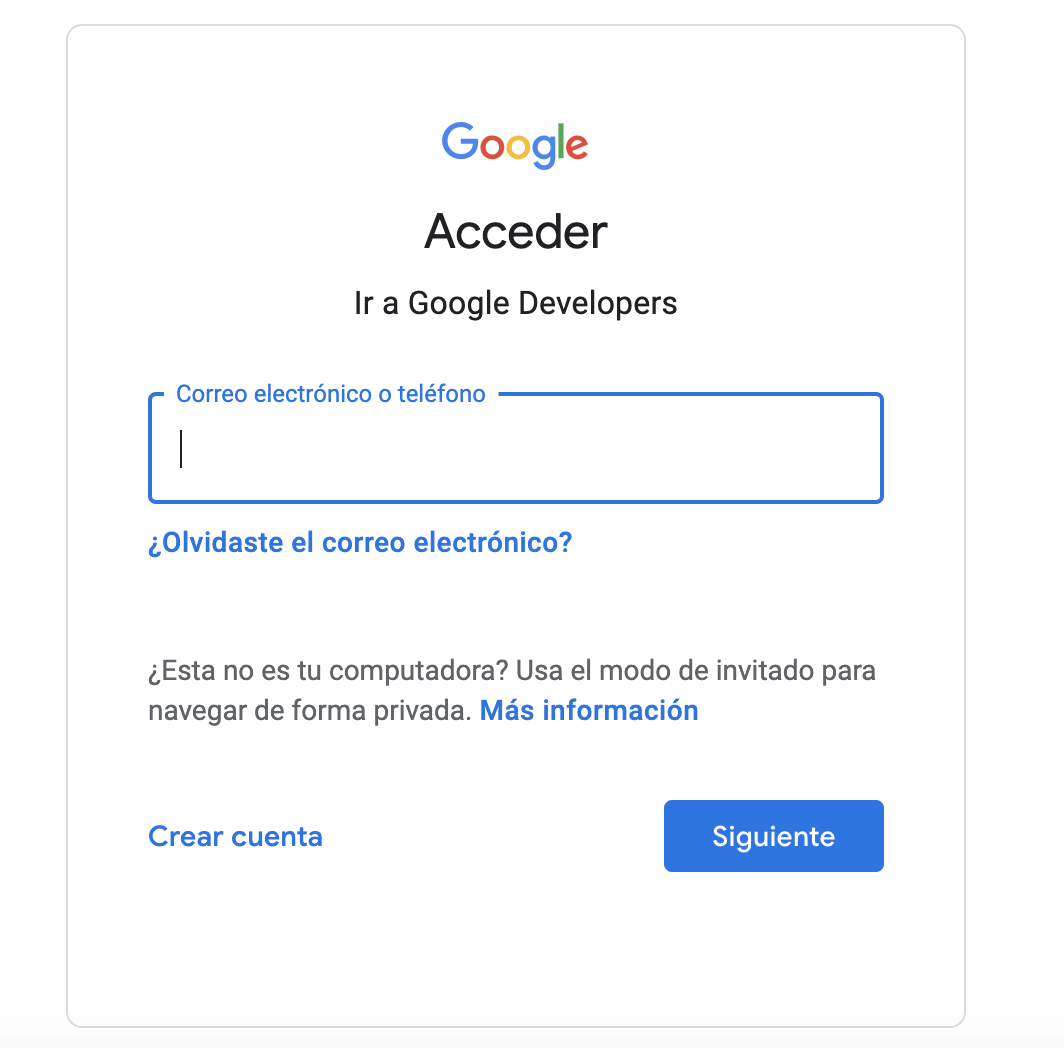 Google
Acceder
Ir a Google Developers
Correo electrónico o teléfono
¿Olvidaste el correo electrónico?
¿Esta no es tu computadora? Usa el modo de invitado para
navegar de forma privada. Más información
Crear cuenta
Siguiente